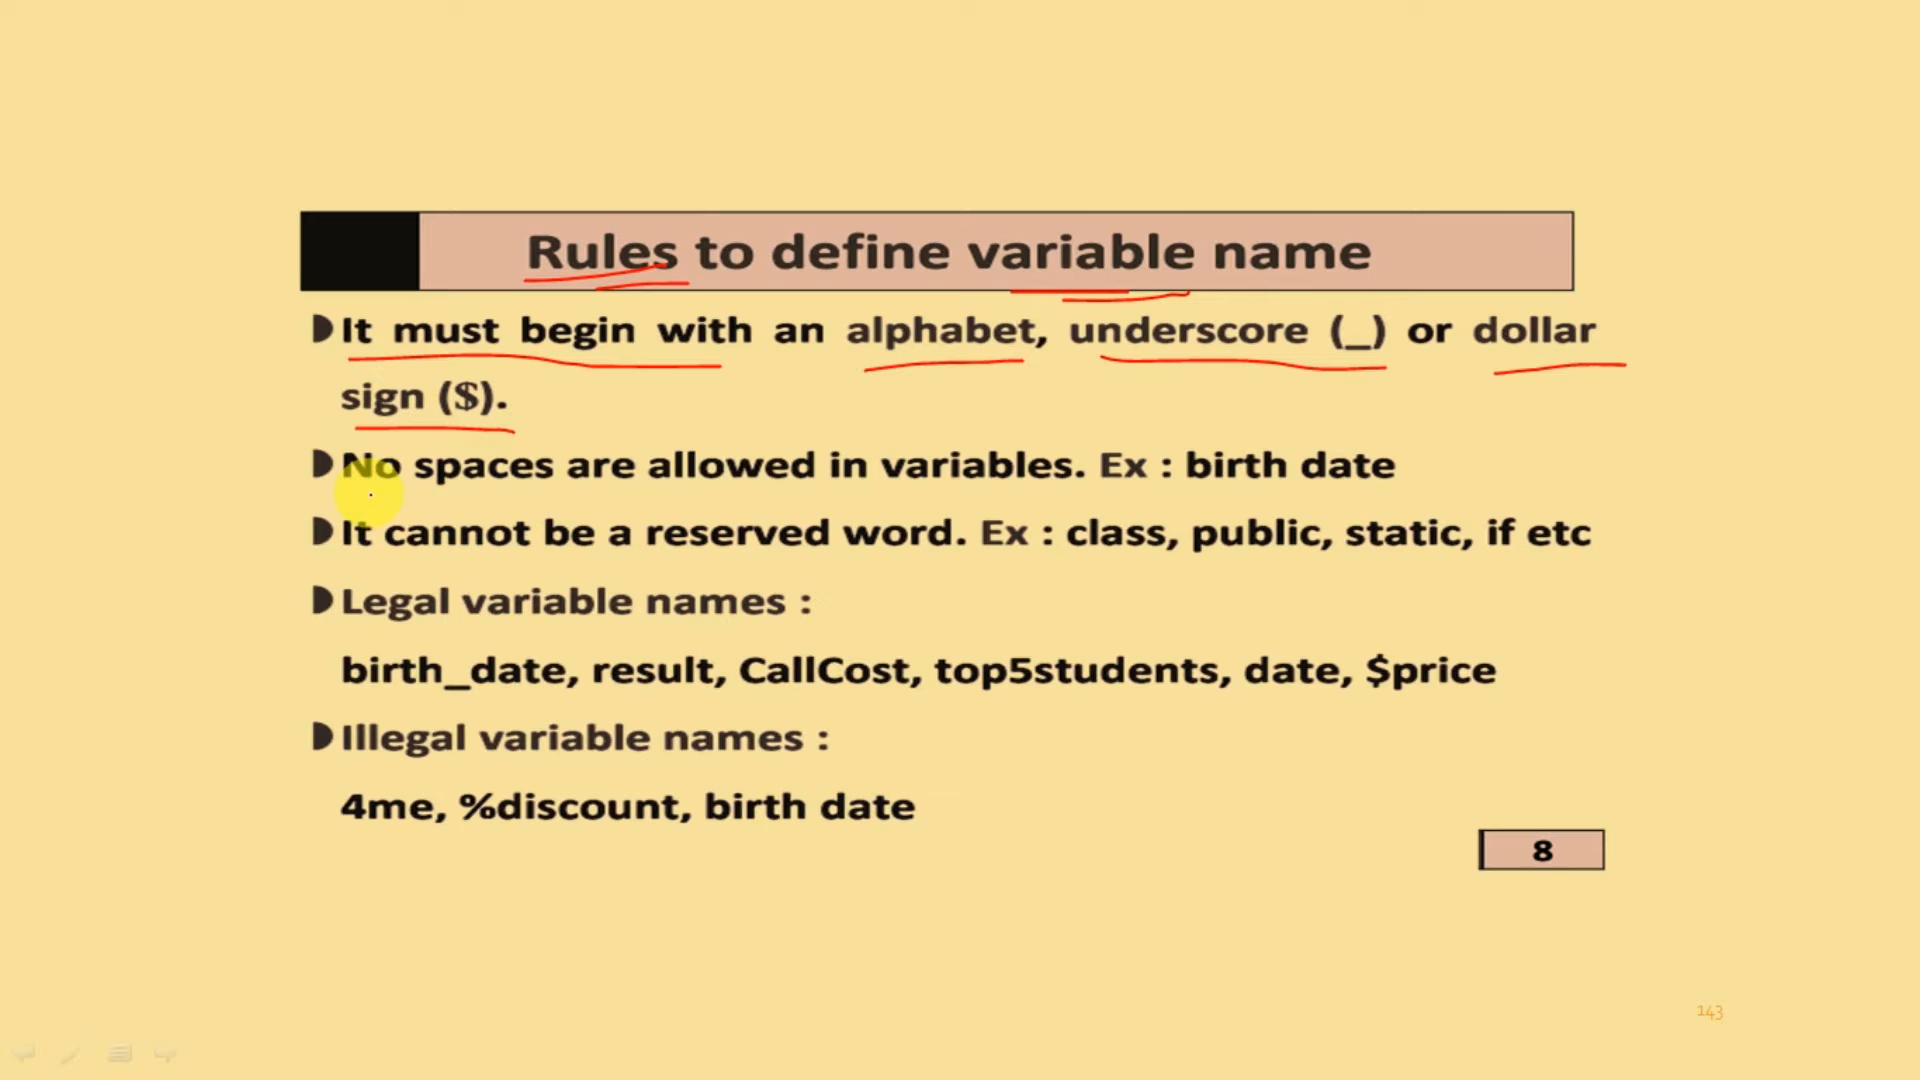 Rules to define variable name
It must begin with an alphabet, underscore (_) or dollar
sign ($).
No spaces are allowed in variables. Ex : birth date
It cannot be a reserved word. Ex : class, public, static, if etc
Legal variable names :
birth_date, result, CallCost, top5students, date, $price
Illegal variable names :
4me, %discount, birth date
8
143